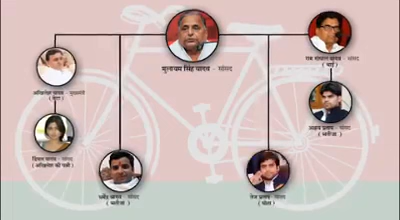 मुलायम सिंह यादव - सांसद
राम गोपाल यादव - सांसद
( भाई )
अखिलेश यादव - मुख्यमंत्री
( बेटा )
डिंपल यादव - सांसद
( अखिलेश की पत्नी )
अक्षय यादव - सांसद
( भतीजा )
धर्मेंद्र यादव - सांसद
( भतीजा )
तेज प्रताप - सांसद
( पोता )